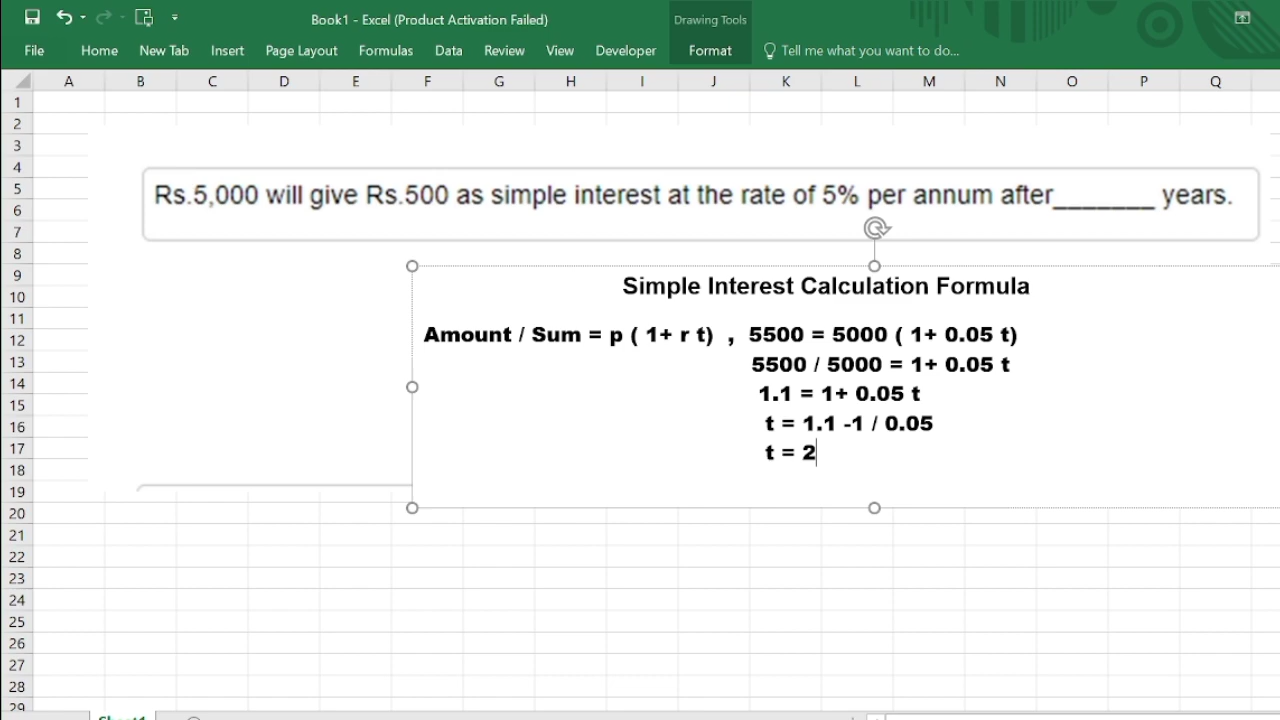 Book1 - Excel (Product Activation Failed)
Drawing Tools
File Home New Tab Insert Page Layout Formulas Data Review View Developer Format Tell me what you want to do...
A B C D E F G H I J K L M N O P Q
1
2
3
4
5
6
7
8
9
10
11
12
13
14
15
16
17
18
19
20
21
22
23
24
25
26
27
28
29
Rs.5,000 will give Rs.500 as simple interest at the rate of 5% per annum after_______ years.
Simple Interest Calculation Formula
Amount / Sum = p ( 1+ r t) , 5500 = 5000 ( 1+ 0.05 t)
5500 / 5000 = 1+ 0.05 t
1.1 = 1+ 0.05 t
t = 1.1 -1 / 0.05
t = 2
Sheet1